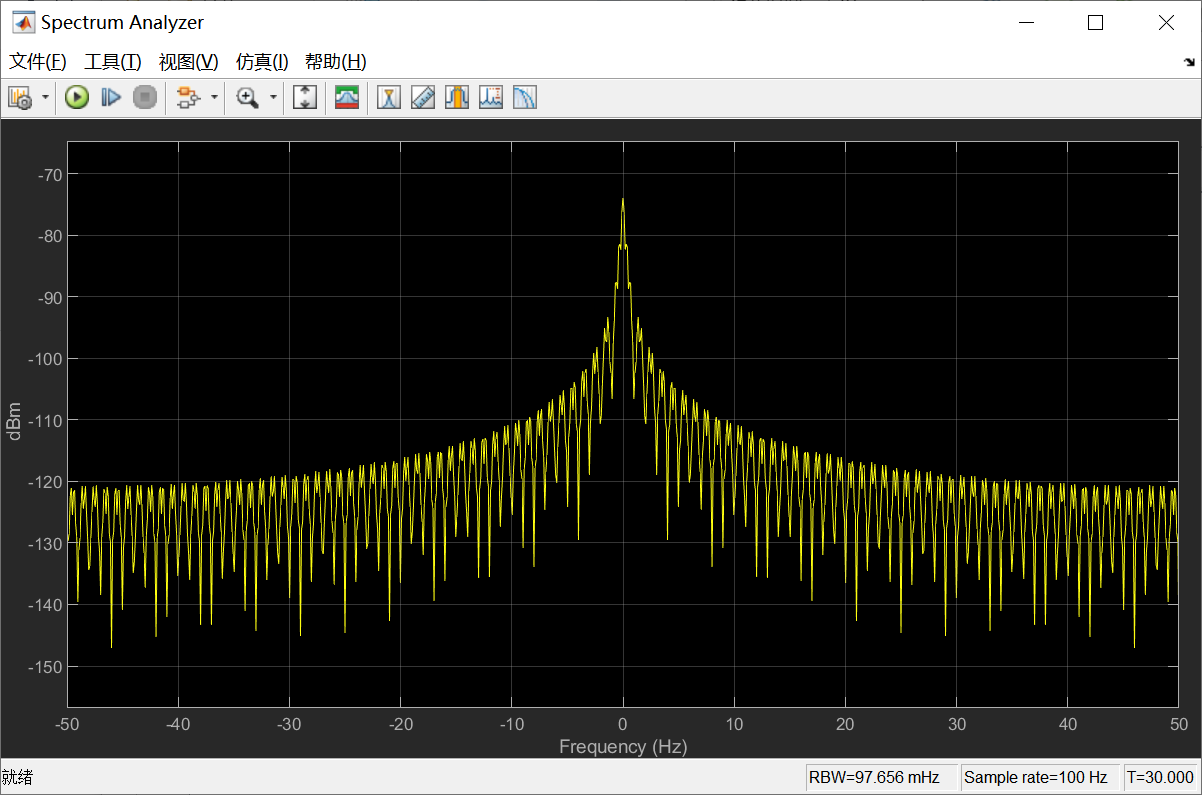 Spectrum Analyzer
文件(F) 工具(T) 视图(V) 仿真(I) 帮助(H)
-70
-80
-90
-100
-110
-120
-130
-140
-150
dBm
-50 -40 -30 -20 -10 0 10 20 30 40 50
Frequency (Hz)
就绪 RBW=97.656 mHz Sample rate=100 Hz T=30.000